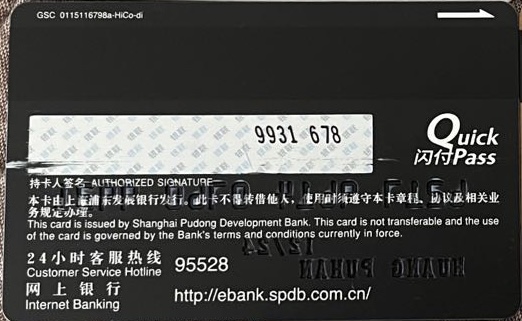 GSC 0115116798a-HiCo-di
9931 678
Quick
闪付Pass
持卡人签名 AUTHORIZED SIGNATURE
本卡由上海浦东发展银行发行，此卡不得转借他人，使用时须遵守本卡章程、协议及相关业
务规定办理。
This card is issued by Shanghai Pudong Development Bank. This card is not transferable and the use
of the card is governed by the Bank's terms and conditions currently in force.
24小时客服热线 95528
Customer Service Hotline
网上银行 http://ebank.spdb.com.cn/
Internet Banking